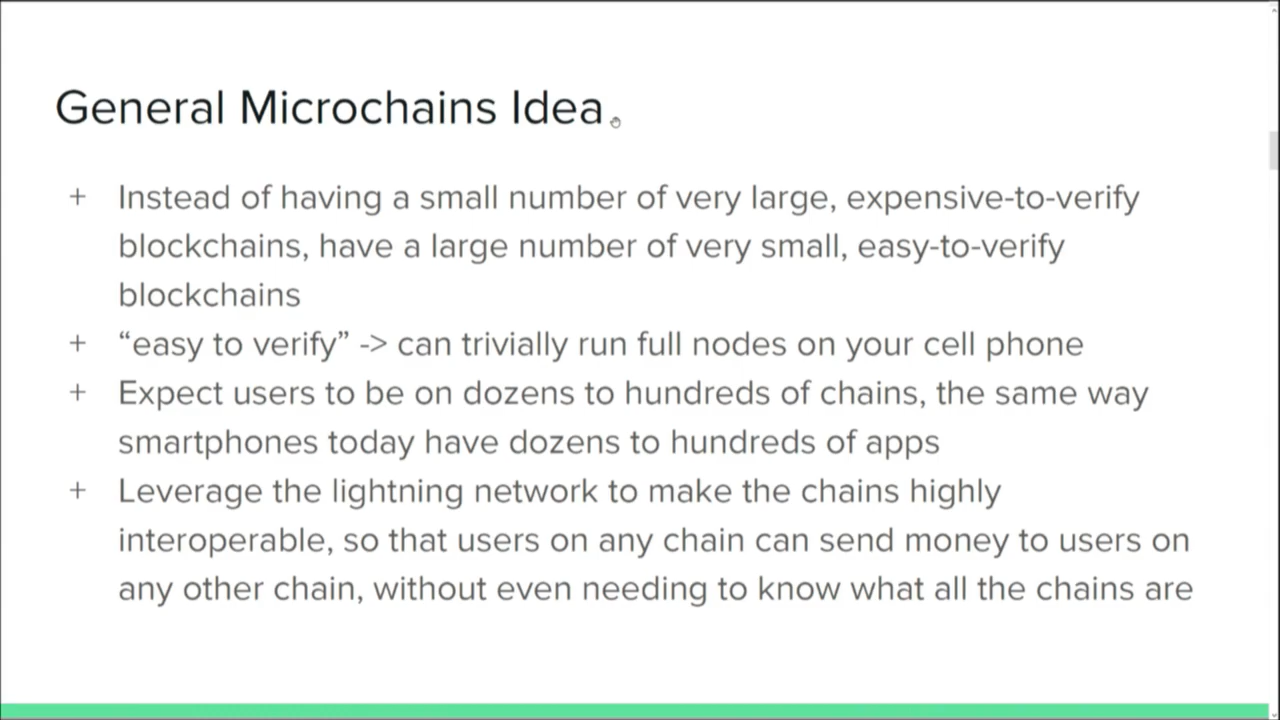 General Microchains Idea
+ Instead of having a small number of very large, expensive-to-verify
blockchains, have a large number of very small, easy-to-verify
blockchains
+ “easy to verify” -> can trivially run full nodes on your cell phone
+ Expect users to be on dozens to hundreds of chains, the same way
smartphones today have dozens to hundreds of apps
+ Leverage the lightning network to make the chains highly
interoperable, so that users on any chain can send money to users on
any other chain, without even needing to know what all the chains are